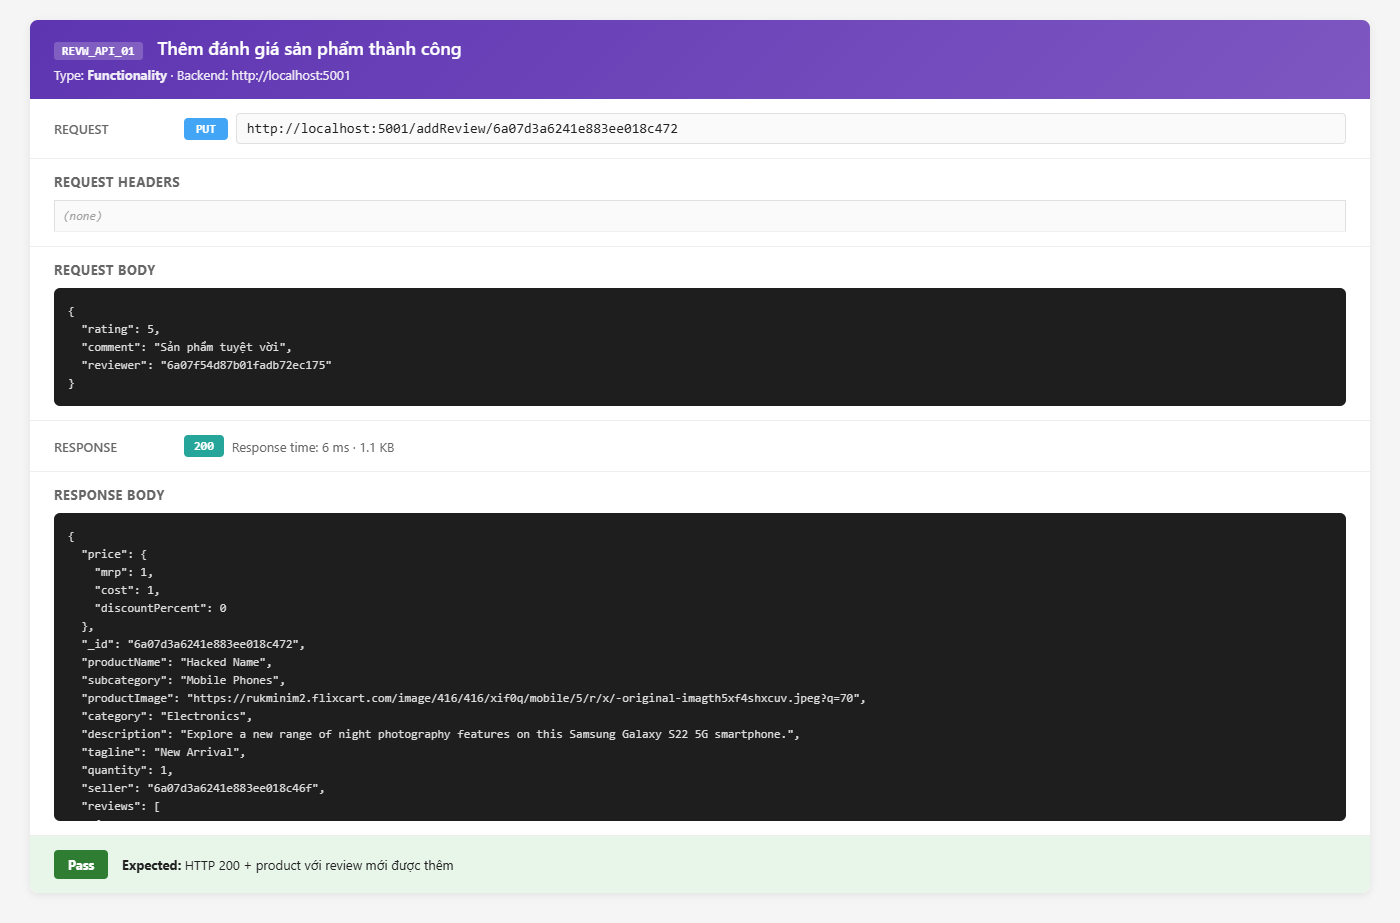 REVW_API_01 Thêm đánh giá sản phẩm thành công
Type: Functionality · Backend: http://localhost:5001
REQUEST PUT http://localhost:5001/addReview/6a07d3a6241e883ee018c472
REQUEST HEADERS
(none)
REQUEST BODY
{
"rating": 5,
"comment": "Sản phẩm tuyệt vời",
"reviewer": "6a07f54d87b01fadb72ec175"
}
RESPONSE 200 Response time: 6 ms · 1.1 KB
RESPONSE BODY
{
"price": {
"mrp": 1,
"cost": 1,
"discountPercent": 0
},
"_id": "6a07d3a6241e883ee018c472",
"productName": "Hacked Name",
"subcategory": "Mobile Phones",
"productImage": "https://rukminim2.flixcart.com/image/416/416/xif0q/mobile/5/r/x/-original-imagth5xf4shxcuv.jpeg?q=70",
"category": "Electronics",
"description": "Explore a new range of night photography features on this Samsung Galaxy S22 5G smartphone.",
"tagline": "New Arrival",
"quantity": 1,
"seller": "6a07d3a6241e883ee018c46f",
"reviews": [
Pass Expected: HTTP 200 + product với review mới được thêm